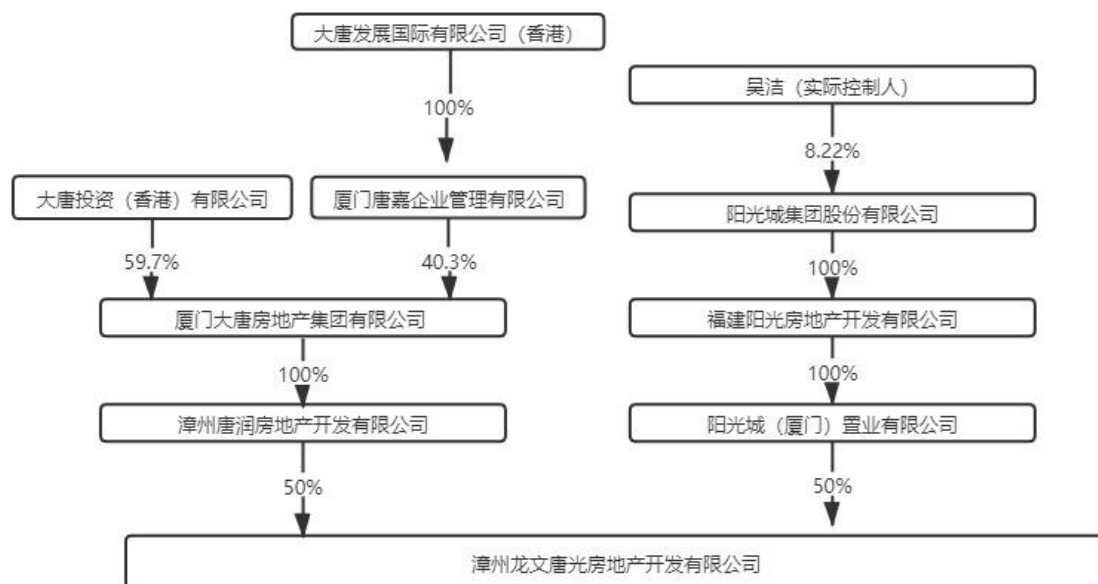 大唐发展国际有限公司（香港）
吴洁（实际控制人）
100%
8.22%
大唐投资（香港）有限公司
厦门唐嘉企业管理有限公司
阳光城集团股份有限公司
59.7%
40.3%
100%
厦门大唐房地产集团有限公司
福建阳光房地产开发有限公司
100%
100%
漳州唐润房地产开发有限公司
阳光城（厦门）置业有限公司
50%
50%
漳州龙文唐光房地产开发有限公司